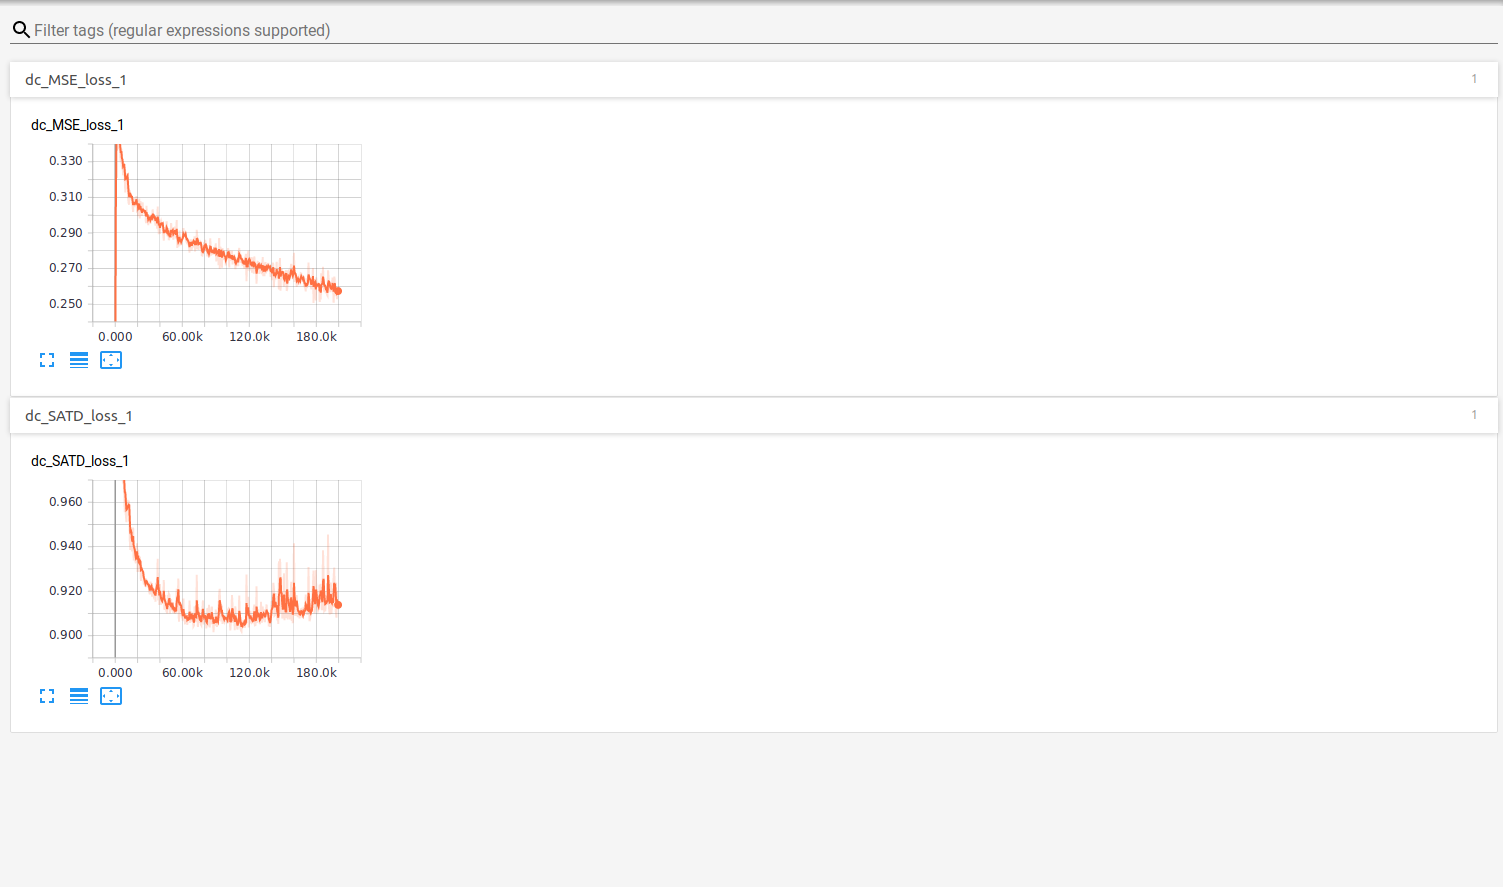 Filter tags (regular expressions supported)
dc_MSE_loss_1 1
dc_MSE_loss_1
0.330
0.310
0.290
0.270
0.250
0.000 60.00k 120.0k 180.0k
dc_SATD_loss_1 1
dc_SATD_loss_1
0.960
0.940
0.920
0.900
0.000 60.00k 120.0k 180.0k